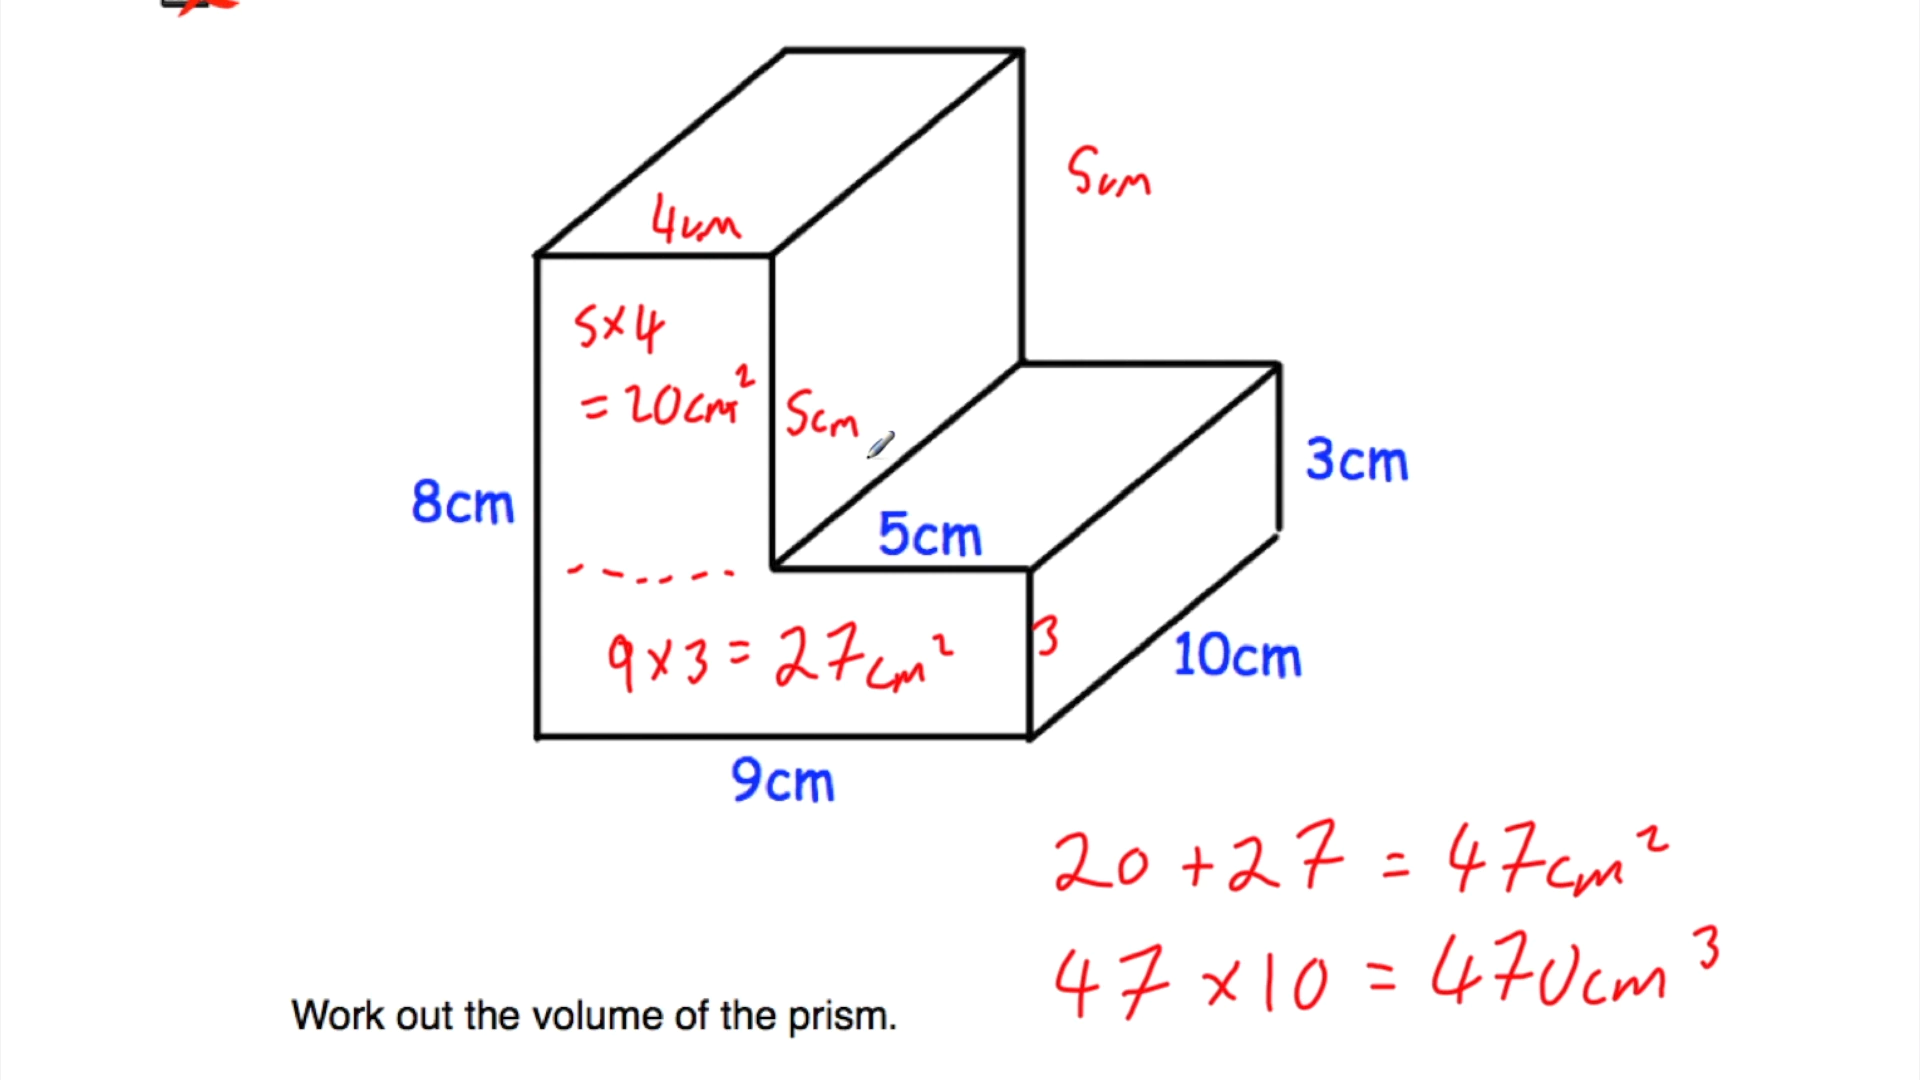 5cm
4cm
5×4
= 20cm²
5cm
8cm
3cm
5cm
3
9×3 = 27cm²
10cm
9cm
20 + 27 = 47cm²
47 × 10 = 470cm³
Work out the volume of the prism.